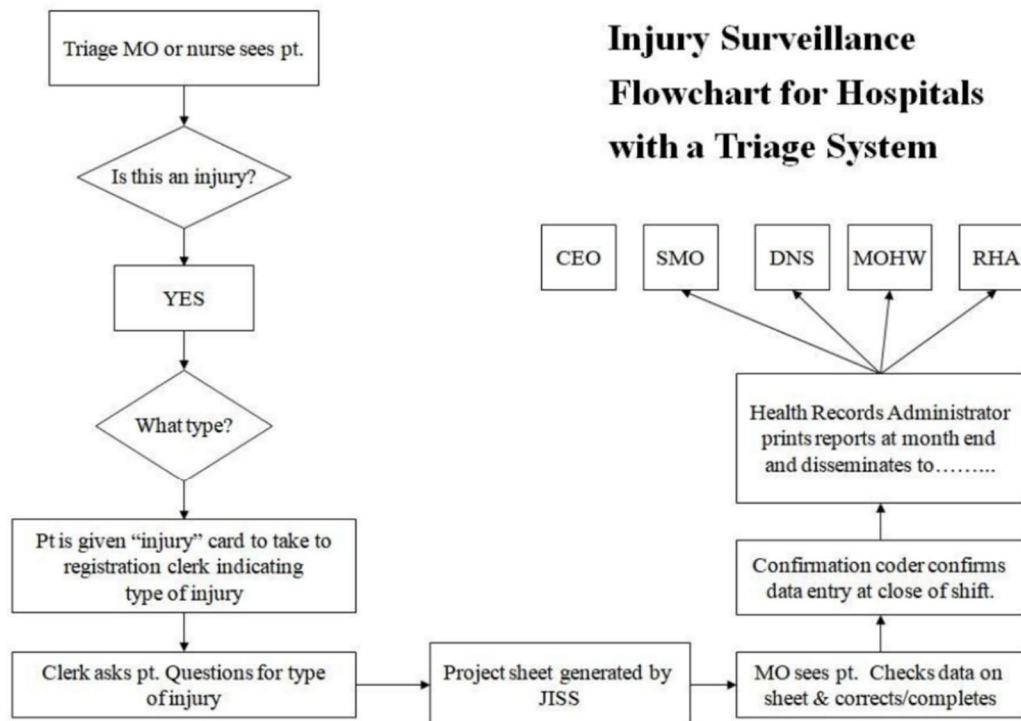 Injury Surveillance
Flowchart for Hospitals
with a Triage System
Triage MO or nurse sees pt.
Is this an injury?
YES
What type?
Pt is given “injury” card to take to
registration clerk indicating
type of injury
Clerk asks pt. Questions for type
of injury
Project sheet generated by
JISS
MO sees pt. Checks data on
sheet & corrects/completes
Confirmation coder confirms
data entry at close of shift.
Health Records Administrator
prints reports at month end
and disseminates to……...
CEO
SMO
DNS
MOHW
RHA